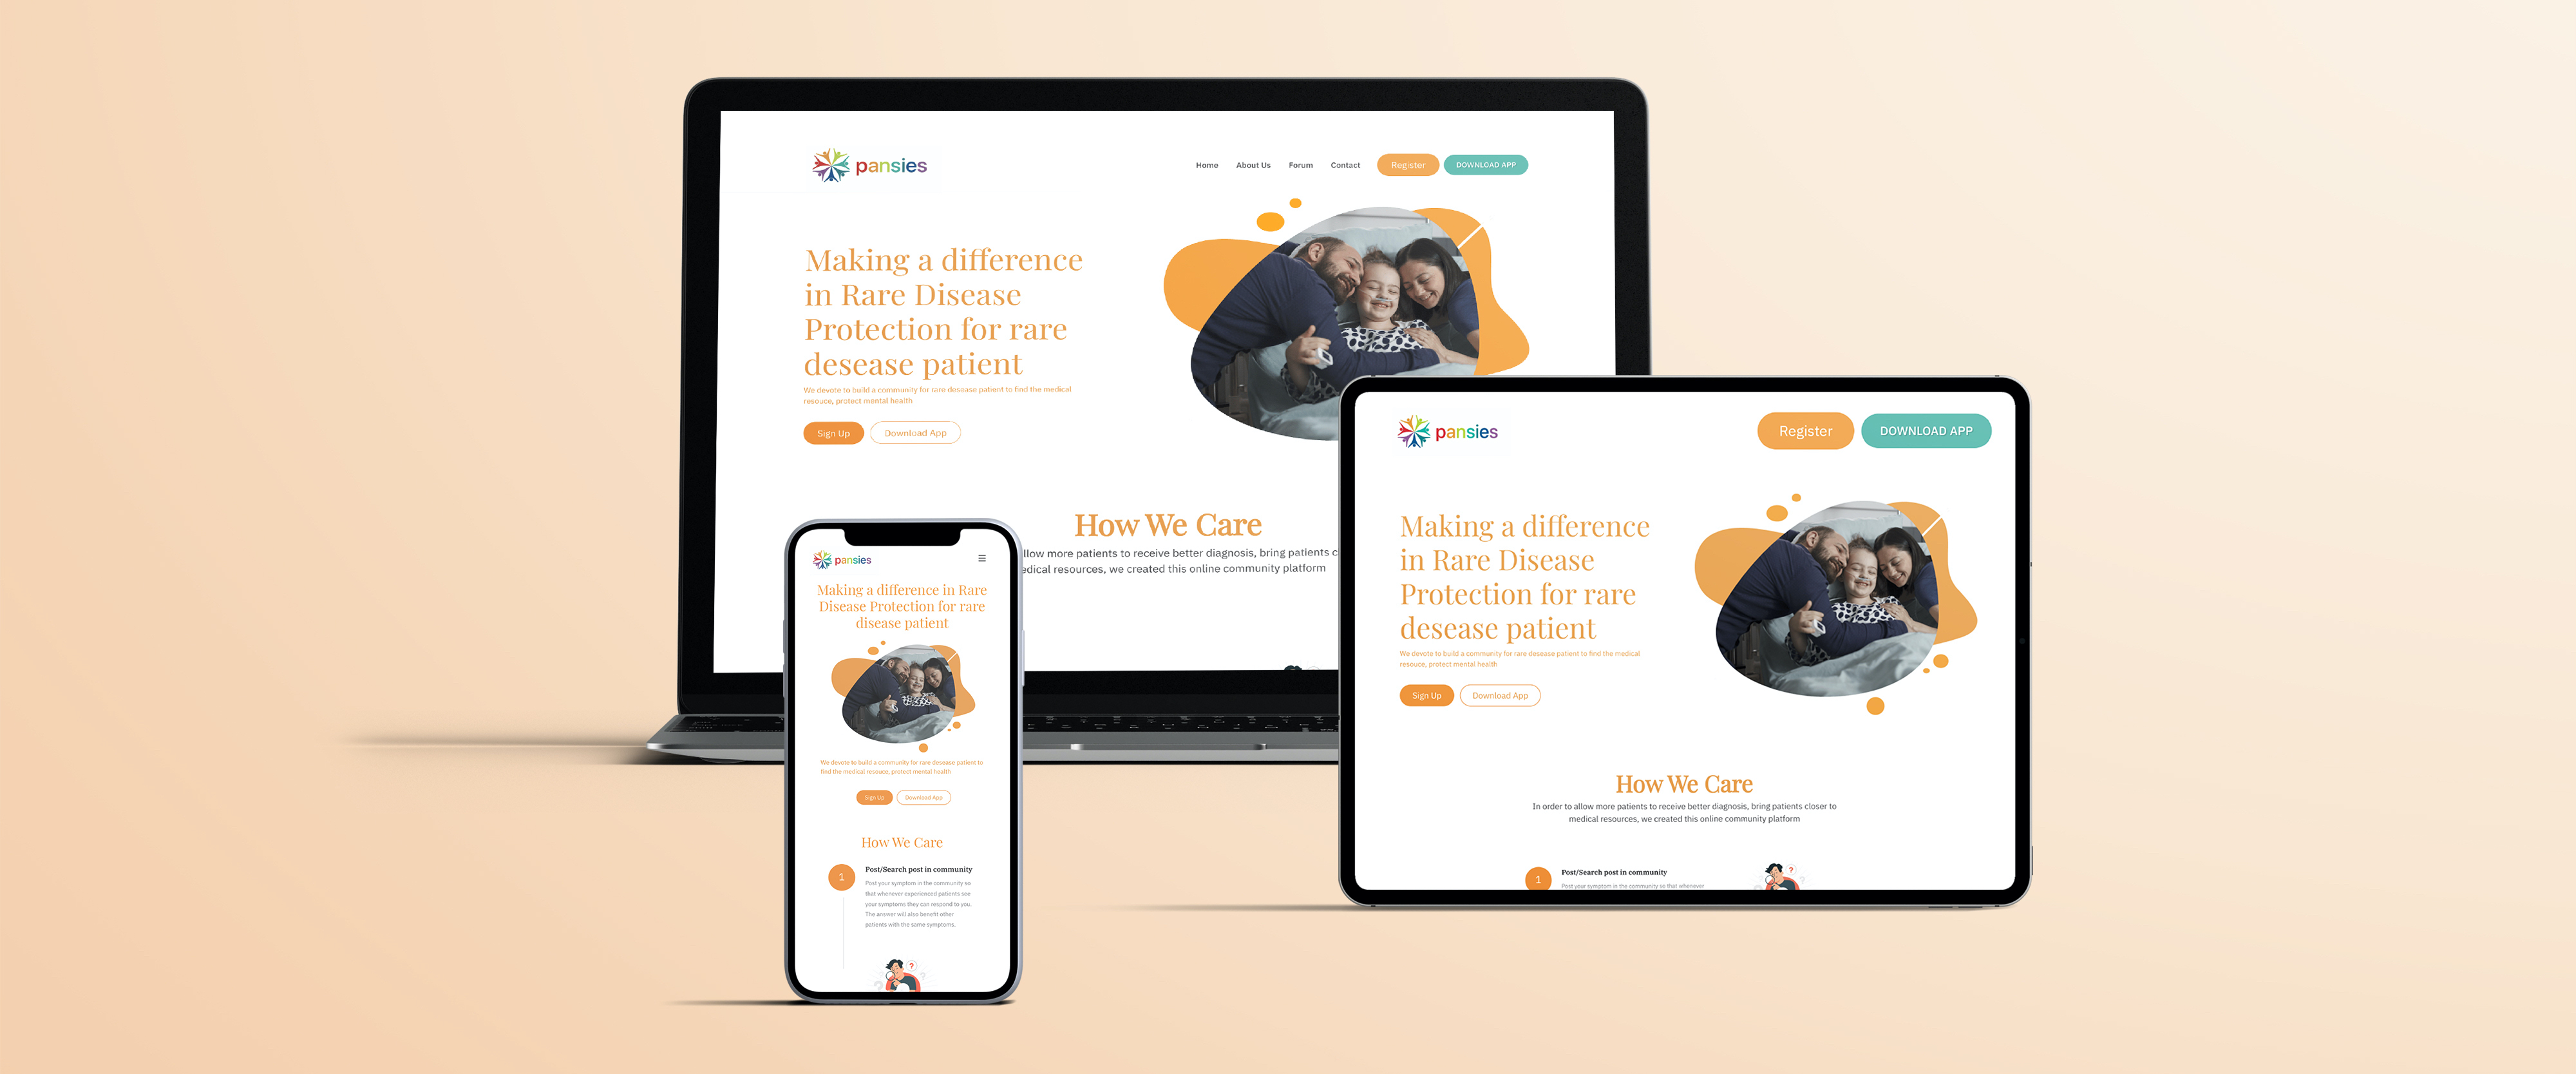 pansies
Home
About Us
Forum
Contact
Register
DOWNLOAD APP
Making a difference
in Rare Disease
Protection for rare
desease patient
We devote to build a community for rare desease patient to find the medical
resouce, protect mental health
Sign Up
Download App
How We Care
llow more patients to receive better diagnosis, bring patients c
edical resources, we created this online community platform
pansies
Making a difference in Rare
Disease Protection for rare
disease patient
We devote to build a community for rare desease patient to
find the medical resouce, protect mental health
Sign Up
Download App
How We Care
1
Post/Search post in community
Post your symptom in the community so
that whenever experienced patients see
your symptoms they can respond to you.
The answer will also benefit other
patients with the same symptoms.
?
?
pansies
Register
DOWNLOAD APP
Making a difference
in Rare Disease
Protection for rare
desease patient
We devote to build a community for rare desease patient to find the medical
resouce, protect mental health
Sign Up
Download App
How We Care
In order to allow more patients to receive better diagnosis, bring patients closer to
medical resources, we created this online community platform
1
Post/Search post in community
Post your symptom in the community so that whenever
?